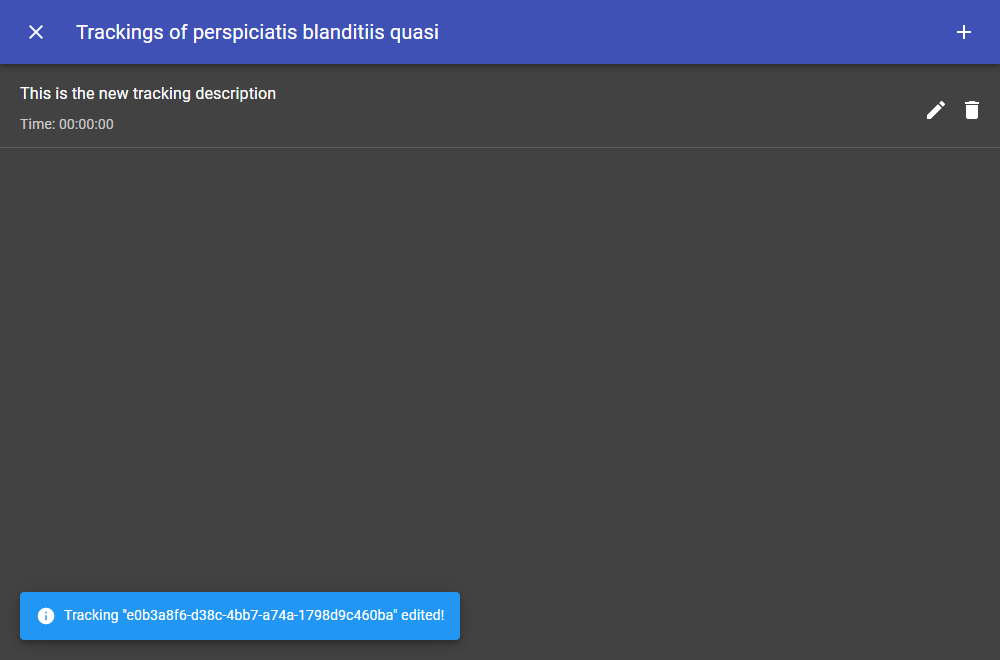 Trackings of perspiciatis blanditiis quasi
This is the new tracking description
Time: 00:00:00
Tracking "e0b3a8f6-d38c-4bb7-a74a-1798d9c460ba" edited!